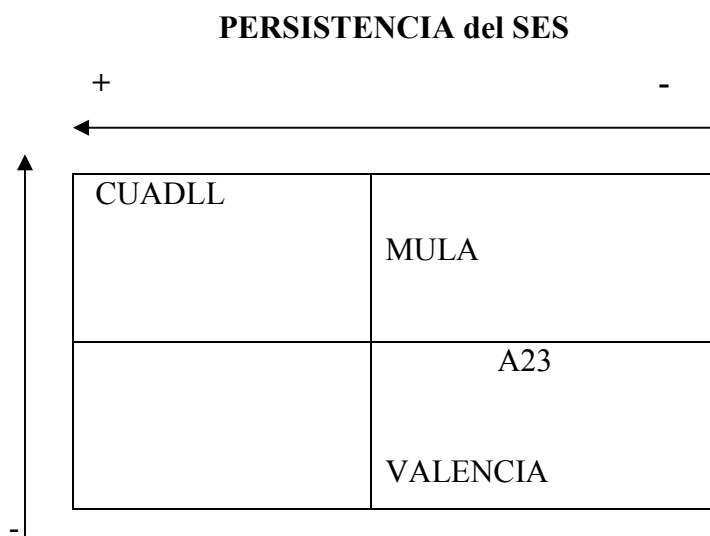 PERSISTENCIA del SES
+ -
CUADLL
MULA
A23
VALENCIA
-